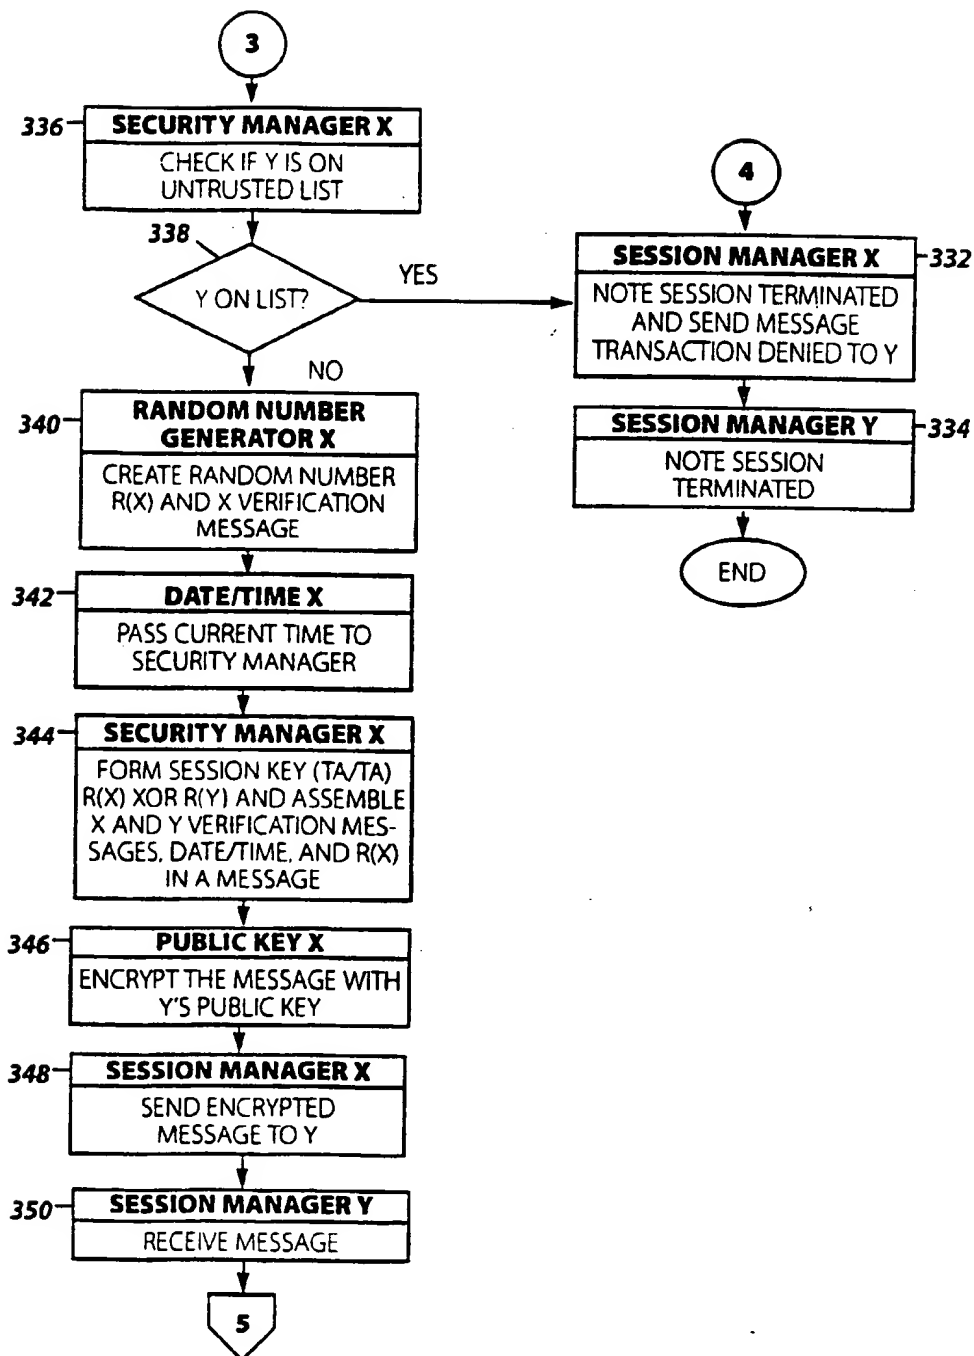 3
336
SECURITY MANAGER X
CHECK IF Y IS ON
UNTRUSTED LIST
338
Y ON LIST?
YES
NO
4
SESSION MANAGER X
332
NOTE SESSION TERMINATED
AND SEND MESSAGE
TRANSACTION DENIED TO Y
SESSION MANAGER Y
334
NOTE SESSION
TERMINATED
END
340
RANDOM NUMBER
GENERATOR X
CREATE RANDOM NUMBER
R(X) AND X VERIFICATION
MESSAGE
342
DATE/TIME X
PASS CURRENT TIME TO
SECURITY MANAGER
344
SECURITY MANAGER X
FORM SESSION KEY (TA/TA)
R(X) XOR R(Y) AND ASSEMBLE
X AND Y VERIFICATION MES-
SAGES, DATE/TIME, AND R(X)
IN A MESSAGE
346
PUBLIC KEY X
ENCRYPT THE MESSAGE WITH
Y'S PUBLIC KEY
348
SESSION MANAGER X
SEND ENCRYPTED
MESSAGE TO Y
350
SESSION MANAGER Y
RECEIVE MESSAGE
5